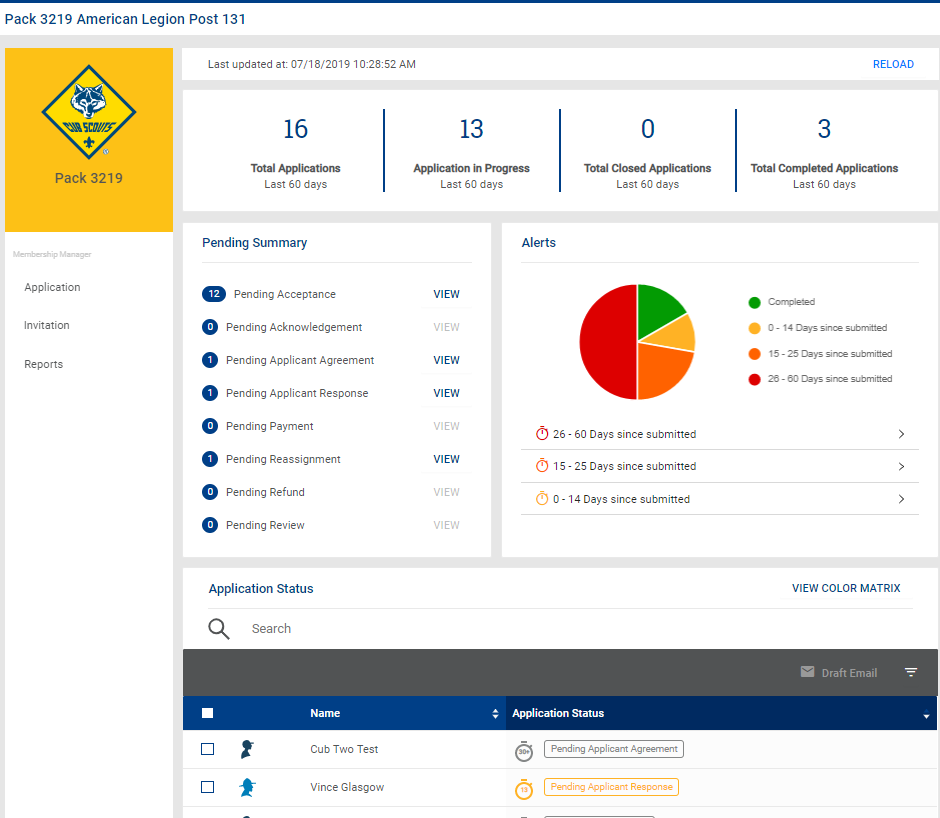 Pack 3219 American Legion Post 131
CUB SCOUTS
Pack 3219
Membership Manager
Application
Invitation
Reports
Last updated at: 07/18/2019 10:28:52 AM
RELOAD
16
Total Applications
Last 60 days
13
Application in Progress
Last 60 days
0
Total Closed Applications
Last 60 days
3
Total Completed Applications
Last 60 days
Pending Summary
12 Pending Acceptance VIEW
0 Pending Acknowledgement VIEW
1 Pending Applicant Agreement VIEW
1 Pending Applicant Response VIEW
0 Pending Payment VIEW
1 Pending Reassignment VIEW
0 Pending Refund VIEW
0 Pending Review VIEW
Alerts
Completed
0 - 14 Days since submitted
15 - 25 Days since submitted
26 - 60 Days since submitted
26 - 60 Days since submitted
15 - 25 Days since submitted
0 - 14 Days since submitted
Application Status
VIEW COLOR MATRIX
Search
Draft Email
Name Application Status
Cub Two Test 30+ Pending Applicant Agreement
Vince Glasgow 13 Pending Applicant Response